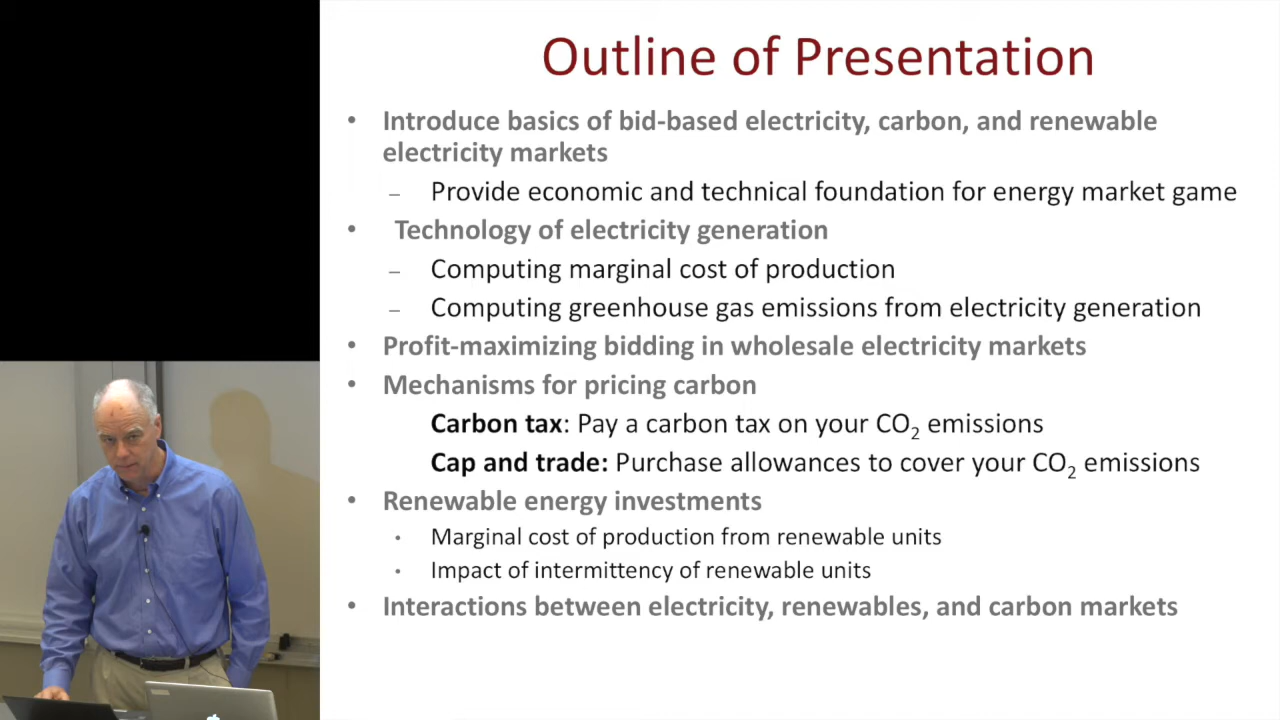 Outline of Presentation
• Introduce basics of bid-based electricity, carbon, and renewable
electricity markets
– Provide economic and technical foundation for energy market game
• Technology of electricity generation
– Computing marginal cost of production
– Computing greenhouse gas emissions from electricity generation
• Profit-maximizing bidding in wholesale electricity markets
• Mechanisms for pricing carbon
Carbon tax: Pay a carbon tax on your CO₂ emissions
Cap and trade: Purchase allowances to cover your CO₂ emissions
• Renewable energy investments
• Marginal cost of production from renewable units
• Impact of intermittency of renewable units
• Interactions between electricity, renewables, and carbon markets